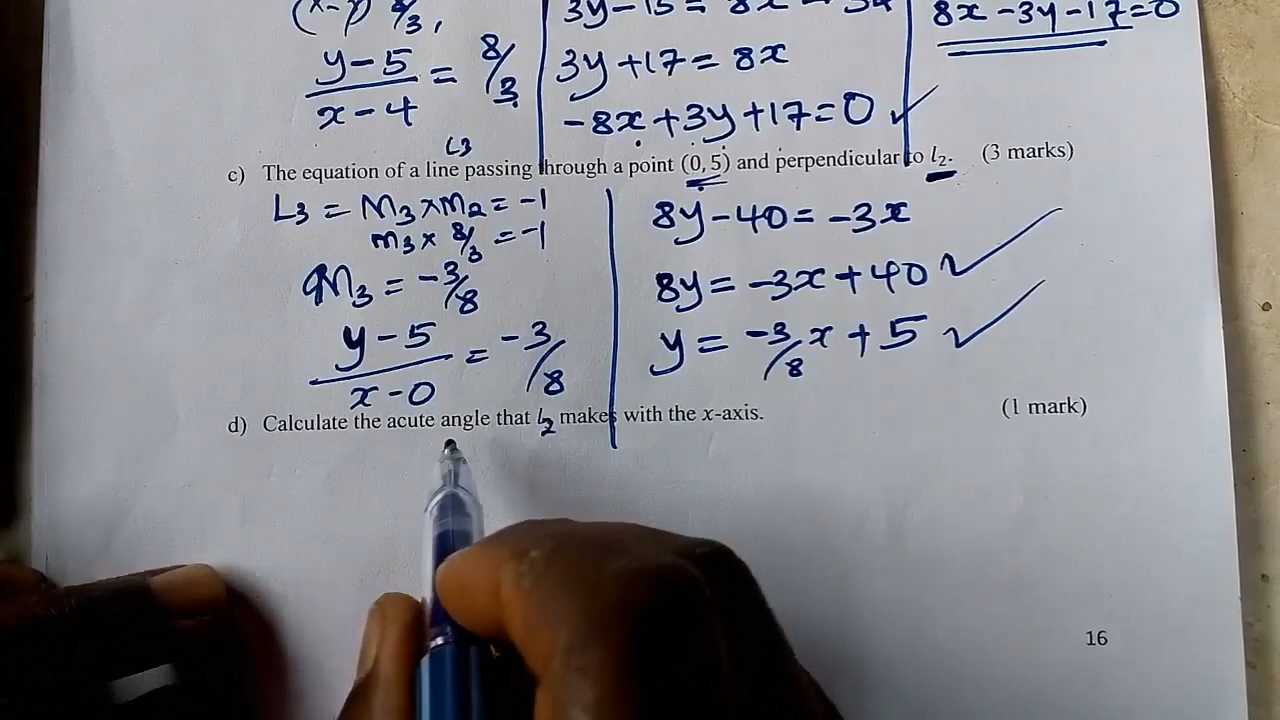 y-5/x-4 = 8/3
3y-15 = 8x
3y+17 = 8x
-8x+3y+17=0 ✓
8x-3y-17=0
L3
c) The equation of a line passing through a point (0, 5) and perpendicular to l2. (3 marks)
L3 = M3 x M2 = -1
m3 x 8/3 = -1
M3 = -3/8
y-5/x-0 = -3/8
8y-40 = -3x
8y = -3x+40 ✓
y = -3/8x+5 ✓
d) Calculate the acute angle that l2 makes with the x-axis. (1 mark)
16